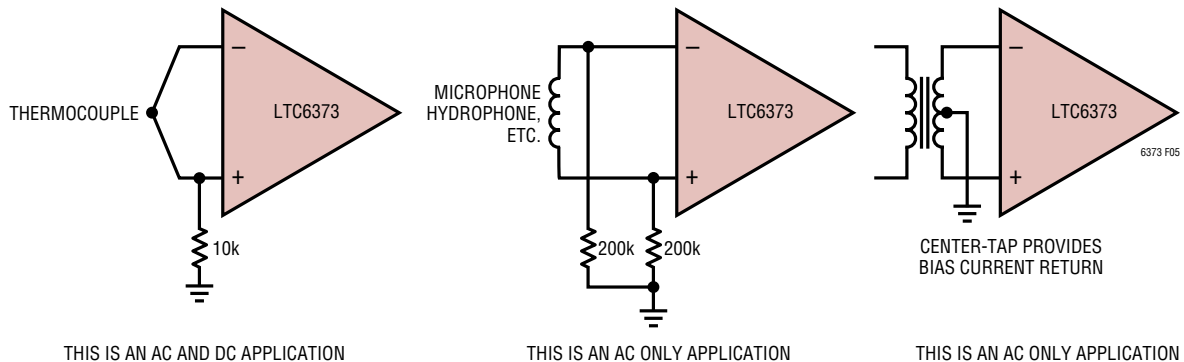 THERMOCOUPLE
−
LTC6373
+
10k
THIS IS AN AC AND DC APPLICATION
MICROPHONE
HYDROPHONE,
ETC.
−
LTC6373
+
200k
200k
THIS IS AN AC ONLY APPLICATION
−
LTC6373
+
6373 F05
CENTER-TAP PROVIDES
BIAS CURRENT RETURN
THIS IS AN AC ONLY APPLICATION